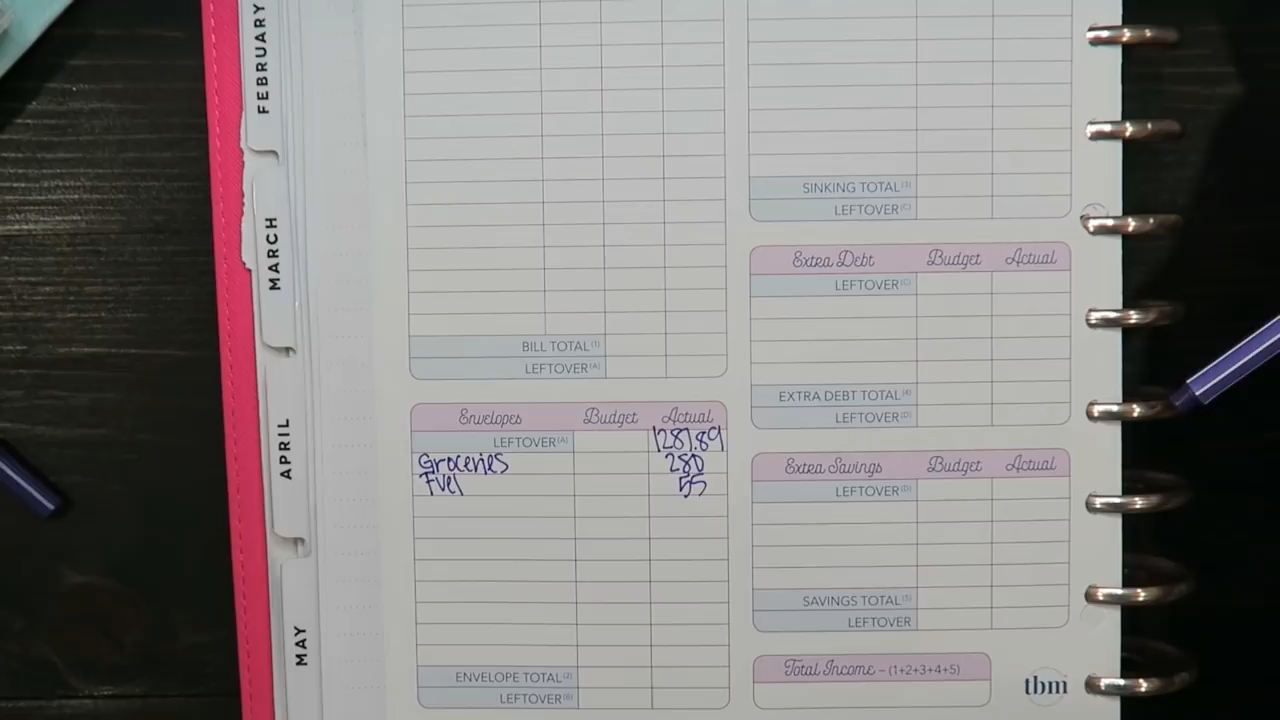 FEBRUARY
MARCH
APRIL
MAY
BILL TOTAL (1)
LEFTOVER (A)
Envelopes Budget Actual
LEFTOVER (A) 1287.89
Groceries 280
Fuel 55
ENVELOPE TOTAL (2)
LEFTOVER (B)
SINKING TOTAL (3)
LEFTOVER (C)
Extra Debt Budget Actual
LEFTOVER (C)
EXTRA DEBT TOTAL (4)
LEFTOVER (D)
Extra Savings Budget Actual
LEFTOVER (D)
SAVINGS TOTAL (5)
LEFTOVER
Total Income – (1+2+3+4+5)
tbm